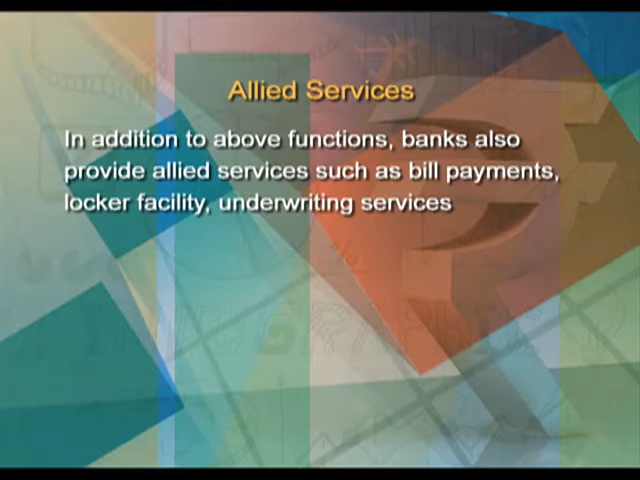 Allied Services
In addition to above functions, banks also
provide allied services such as bill payments,
locker facility, underwriting services